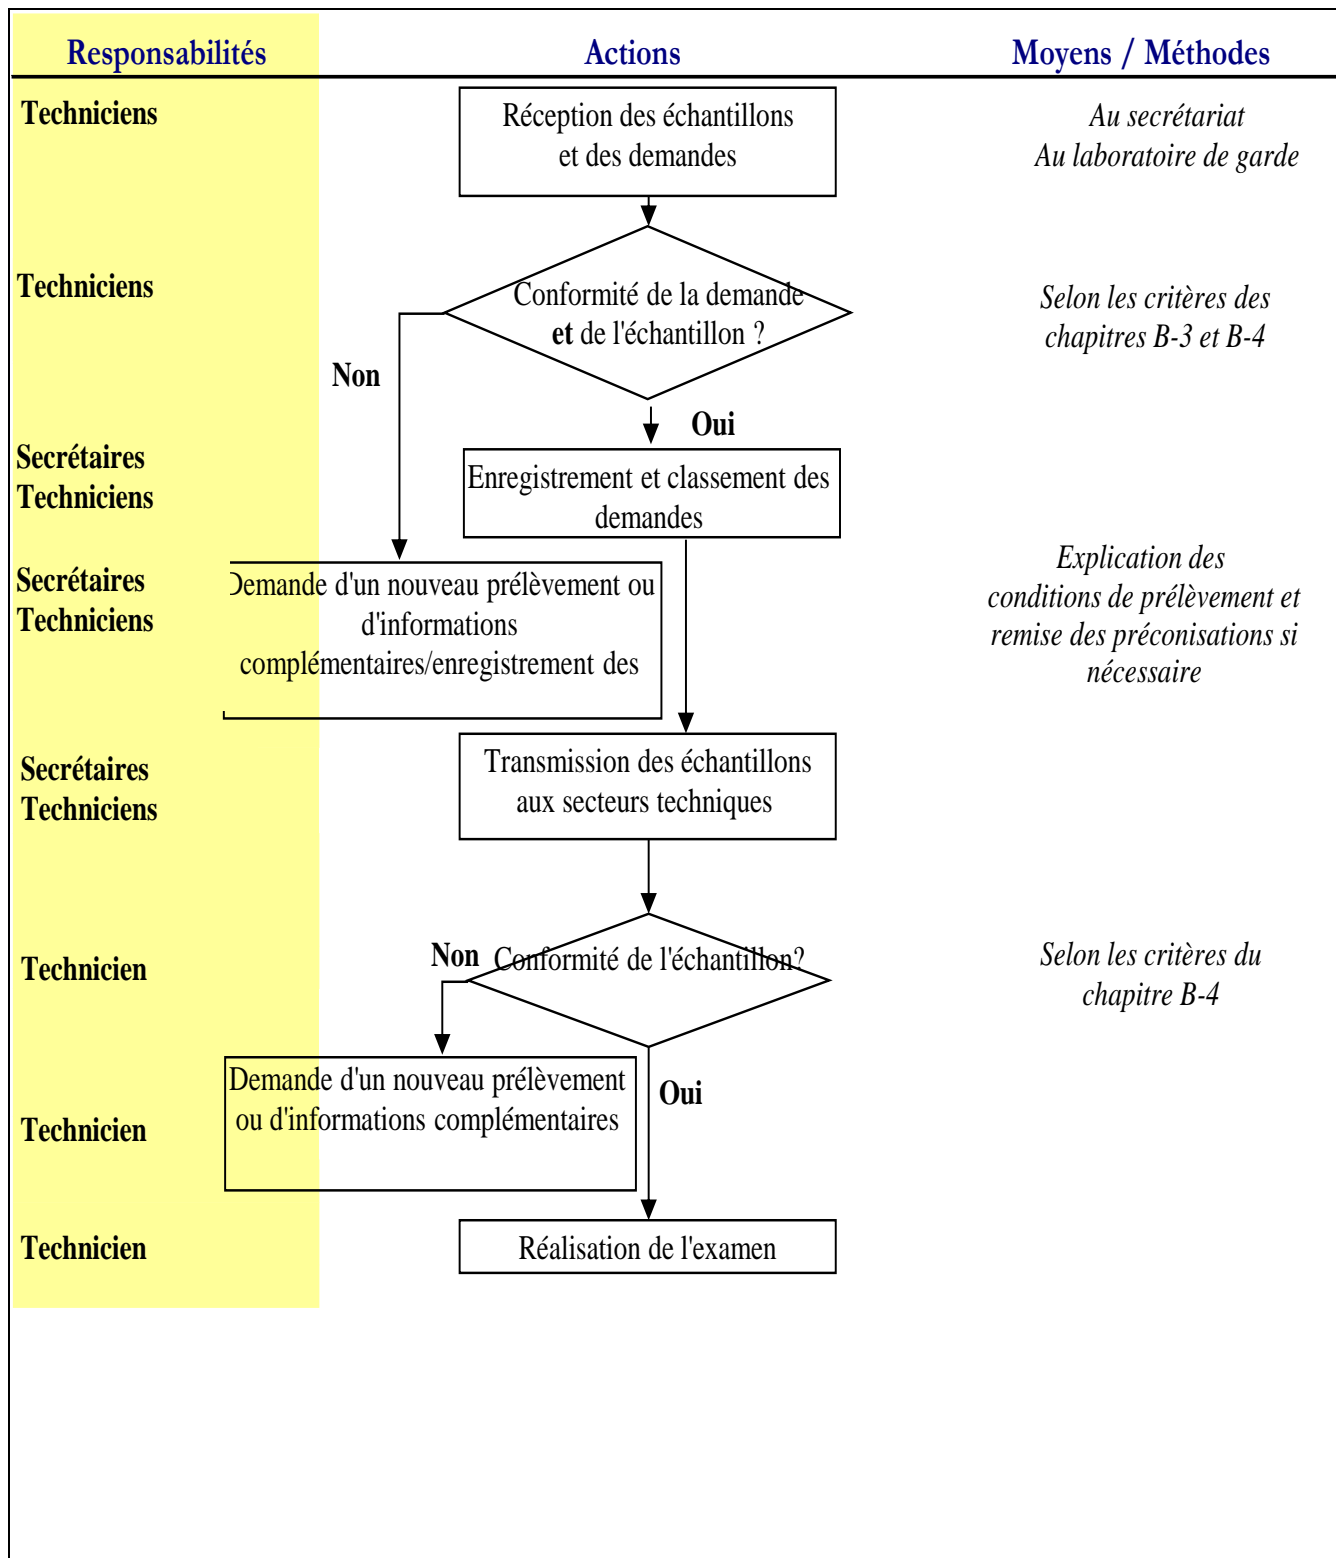 Responsabilités
Actions
Moyens / Méthodes
Techniciens
Réception des échantillons
et des demandes
Au secrétariat
Au laboratoire de garde
Techniciens
Conformité de la demande
et de l'échantillon ?
Selon les critères des
chapitres B-3 et B-4
Non
Oui
Secrétaires
Techniciens
Enregistrement et classement des
demandes
Secrétaires
Techniciens
Demande d'un nouveau prélèvement ou
d'informations
complémentaires/enregistrement des
Explication des
conditions de prélèvement et
remise des préconisations si
nécessaire
Secrétaires
Techniciens
Transmission des échantillons
aux secteurs techniques
Technicien
Non
Conformité de l'échantillon?
Selon les critères du
chapitre B-4
Technicien
Demande d'un nouveau prélèvement
ou d'informations complémentaires
Oui
Technicien
Réalisation de l'examen